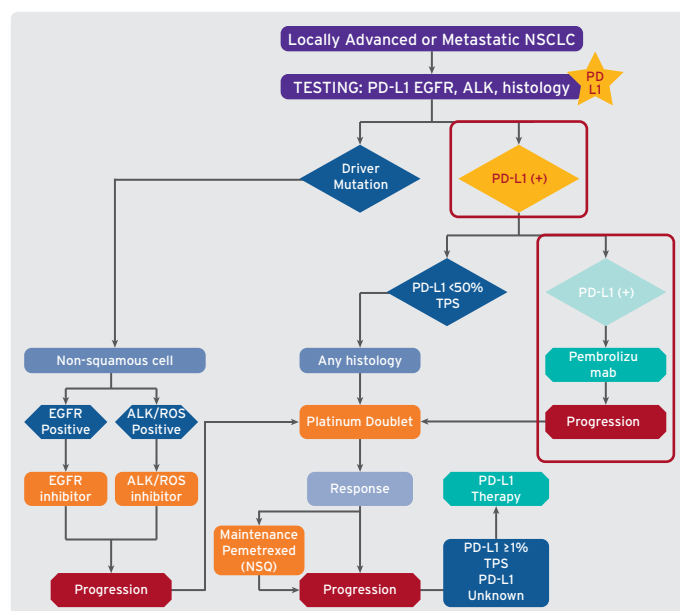 Locally Advanced or Metastatic NSCLC
TESTING: PD-L1 EGFR, ALK, histology
PD
L1
Driver
Mutation
PD-L1 (+)
PD-L1 <50%
TPS
PD-L1 (+)
Non-squamous cell
Any histology
Pembrolizu
mab
EGFR
Positive
ALK/ROS
Positive
Platinum Doublet
Progression
EGFR
inhibitor
ALK/ROS
inhibitor
Response
PD-L1
Therapy
Maintenance
Pemetrexed
(NSQ)
PD-L1 ≥1%
TPS
PD-L1
Unknown
Progression
Progression